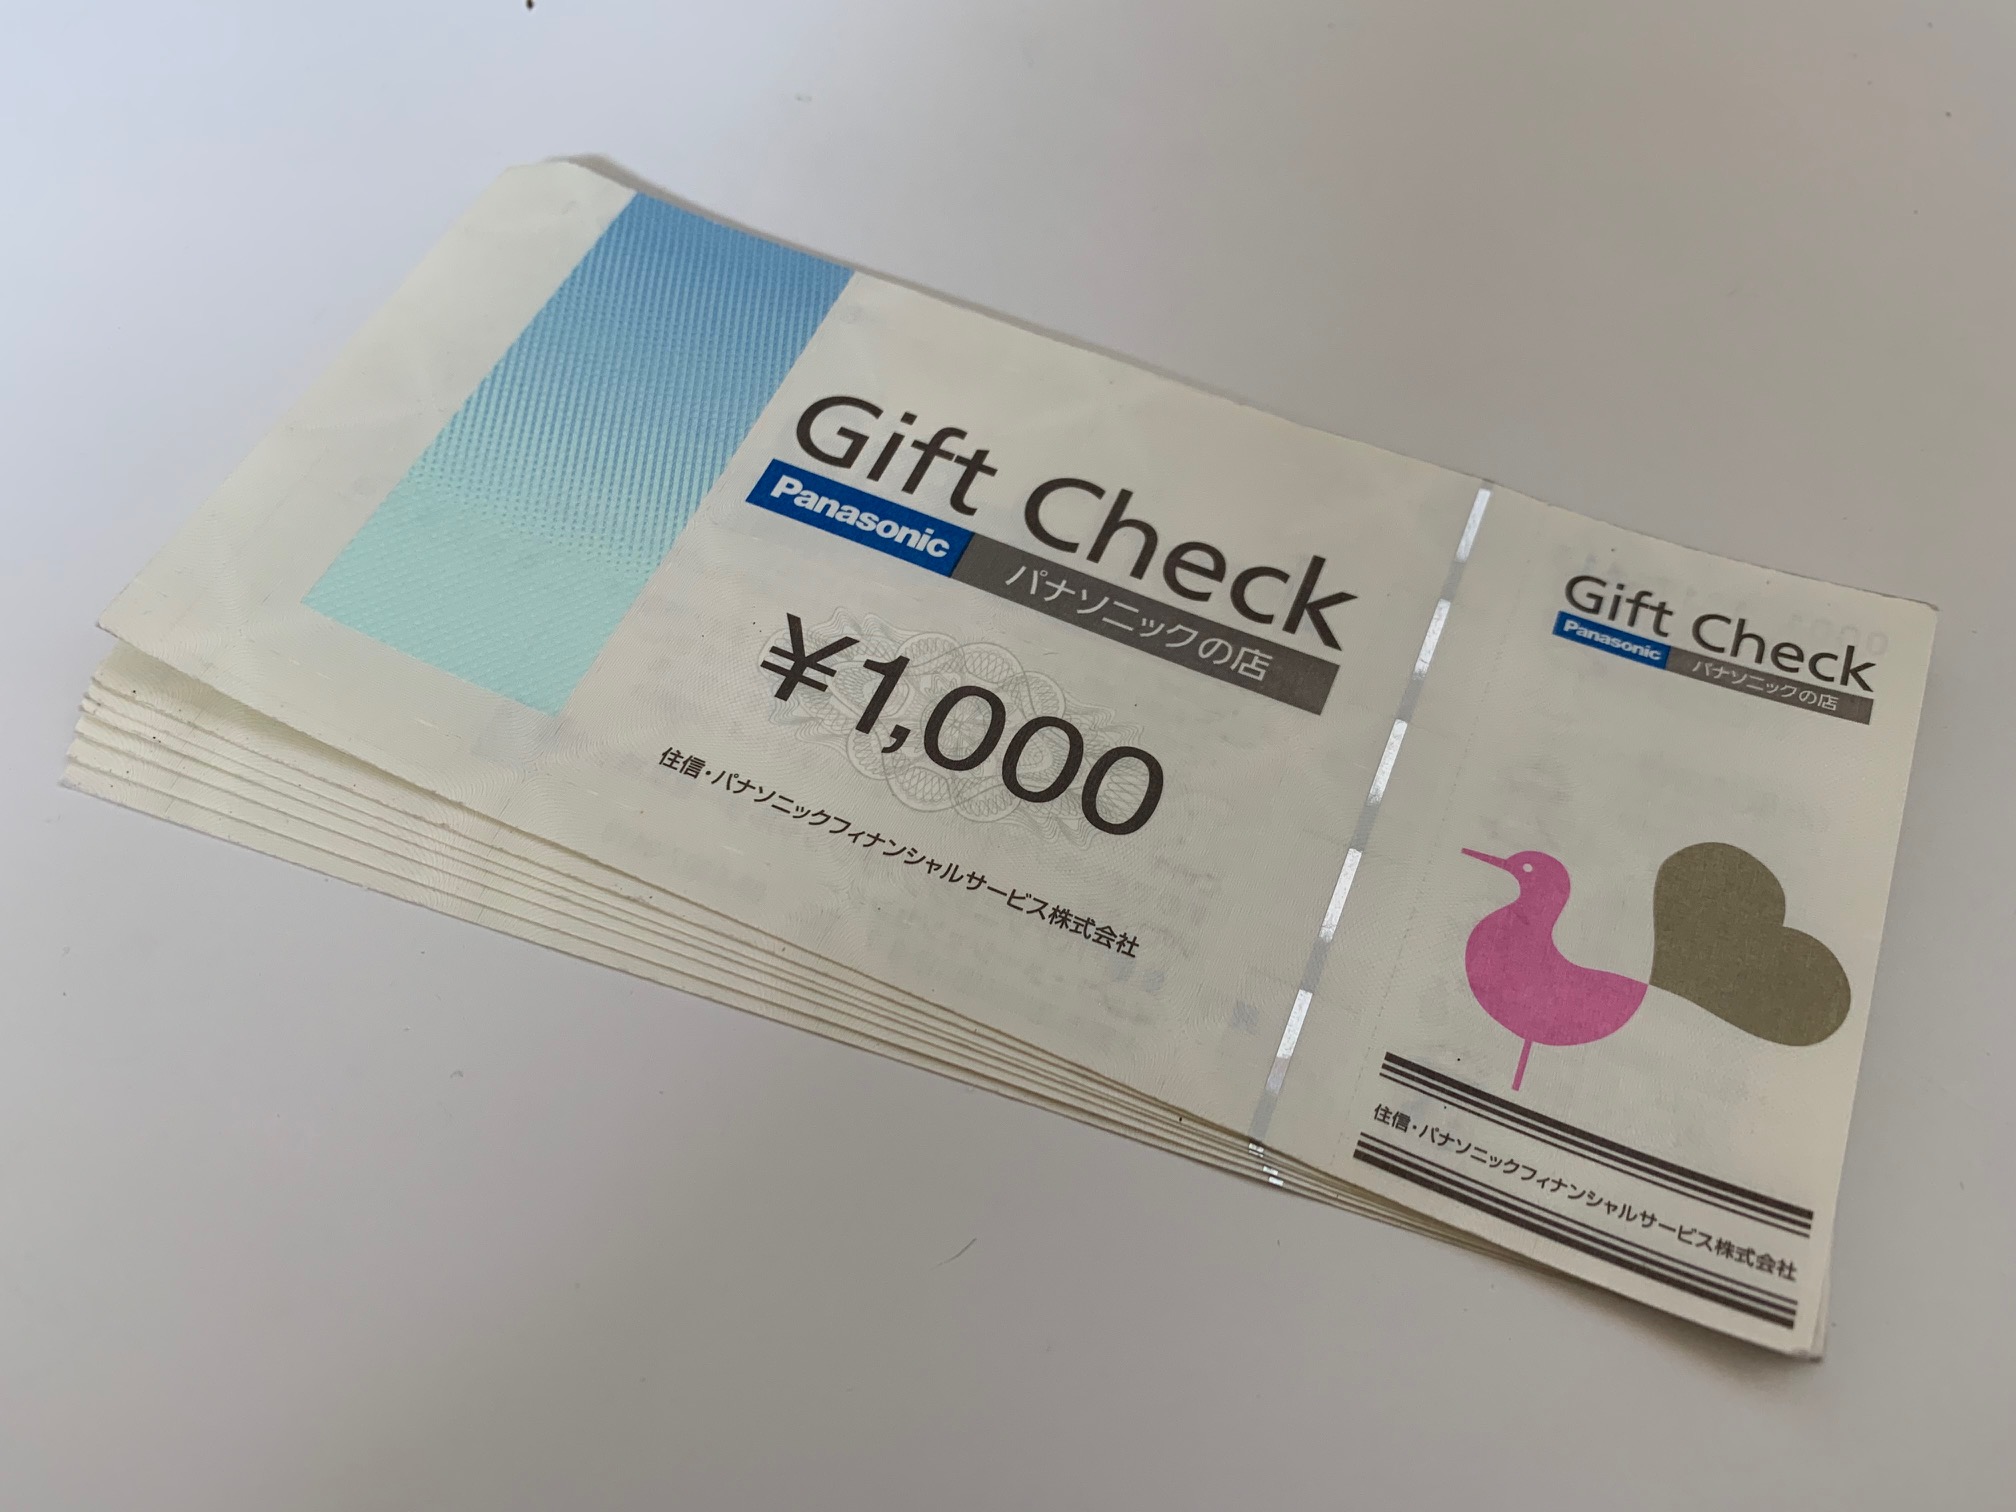 Gift Check
Panasonic パナソニックの店
¥1,000
住信・パナソニックフィナンシャルサービス株式会社
Gift Check
Panasonic パナソニックの店
住信・パナソニックフィナンシャルサービス株式会社